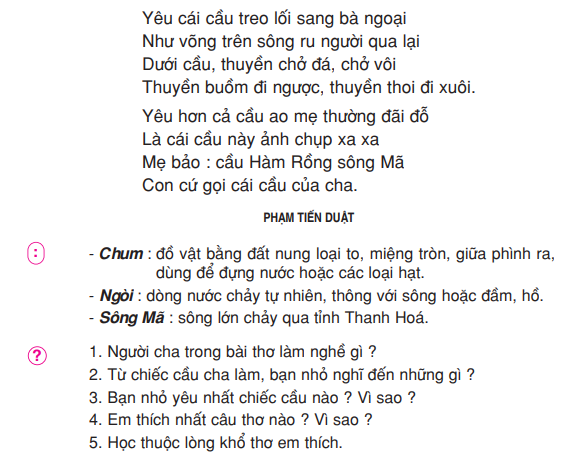 Yêu cái cầu treo lối sang bà ngoại
Như võng trên sông ru người qua lại
Dưới cầu, thuyền chở đá, chở vôi
Thuyền buồm đi ngược, thuyền thoi đi xuôi.
Yêu hơn cả cầu ao mẹ thường đãi đỗ
Là cái cầu này ảnh chụp xa xa
Mẹ bảo : cầu Hàm Rồng sông Mã
Con cứ gọi cái cầu của cha.
PHẠM TIẾN DUẬT
: - Chum : đồ vật bằng đất nung loại to, miệng tròn, giữa phình ra,
dùng để đựng nước hoặc các loại hạt.
- Ngòi : dòng nước chảy tự nhiên, thông với sông hoặc đầm, hồ.
- Sông Mã : sông lớn chảy qua tỉnh Thanh Hoá.
? 1. Người cha trong bài thơ làm nghề gì ?
2. Từ chiếc cầu cha làm, bạn nhỏ nghĩ đến những gì ?
3. Bạn nhỏ yêu nhất chiếc cầu nào ? Vì sao ?
4. Em thích nhất câu thơ nào ? Vì sao ?
5. Học thuộc lòng khổ thơ em thích.